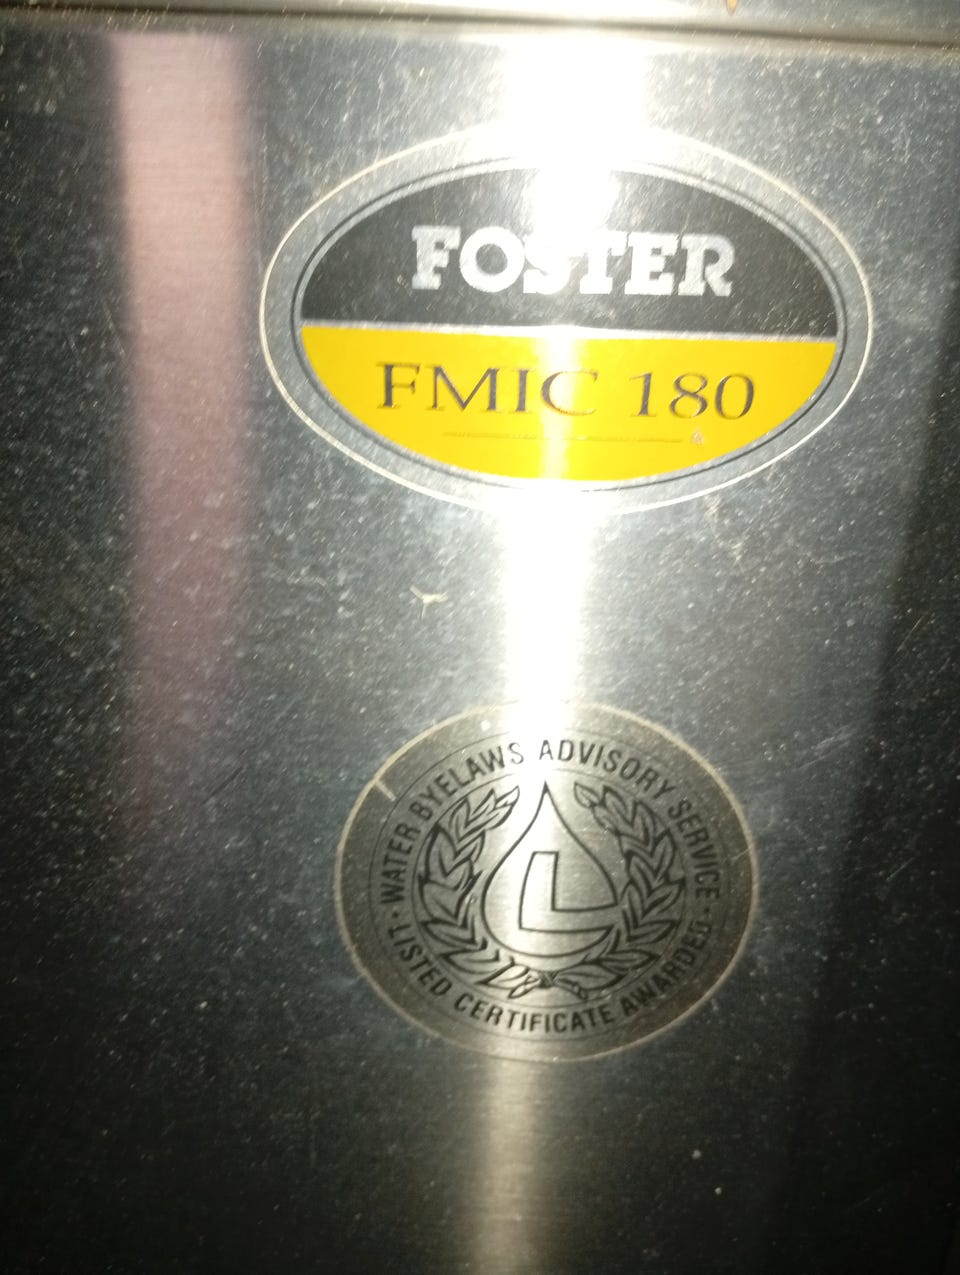 FOSTER
FMIC 180
· WATER BYELAWS ADVISORY SERVICE ·
L
LISTED CERTIFICATE AWARDED